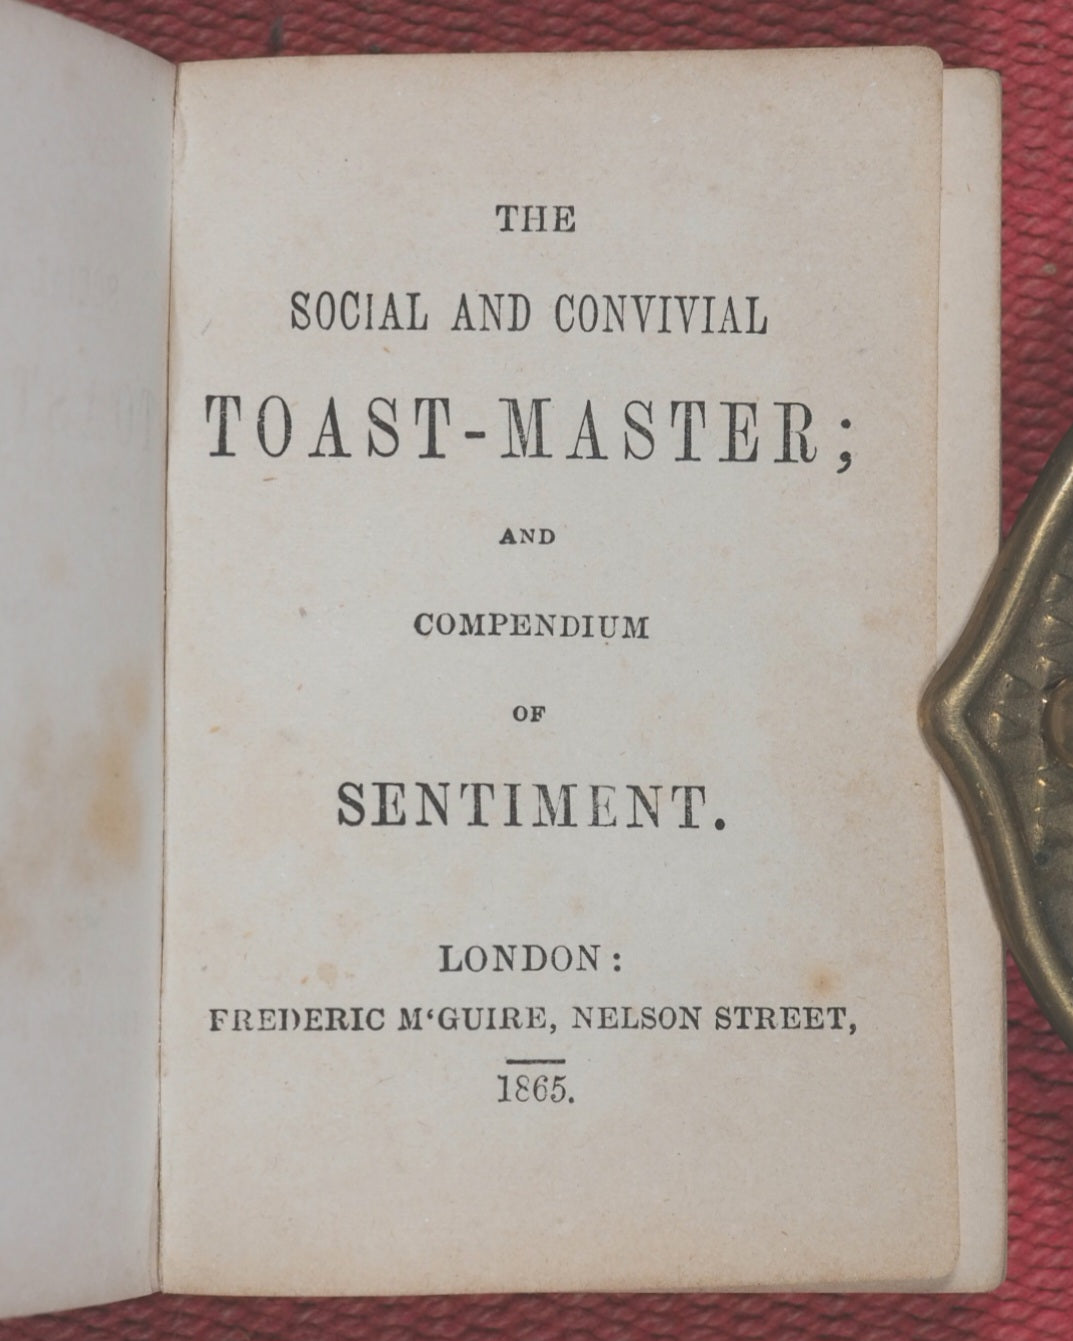 THE
SOCIAL AND CONVIVIAL
TOAST-MASTER;
AND
COMPENDIUM
OF
SENTIMENT.
LONDON:
FREDERIC M‘GUIRE, NELSON STREET,
1865.